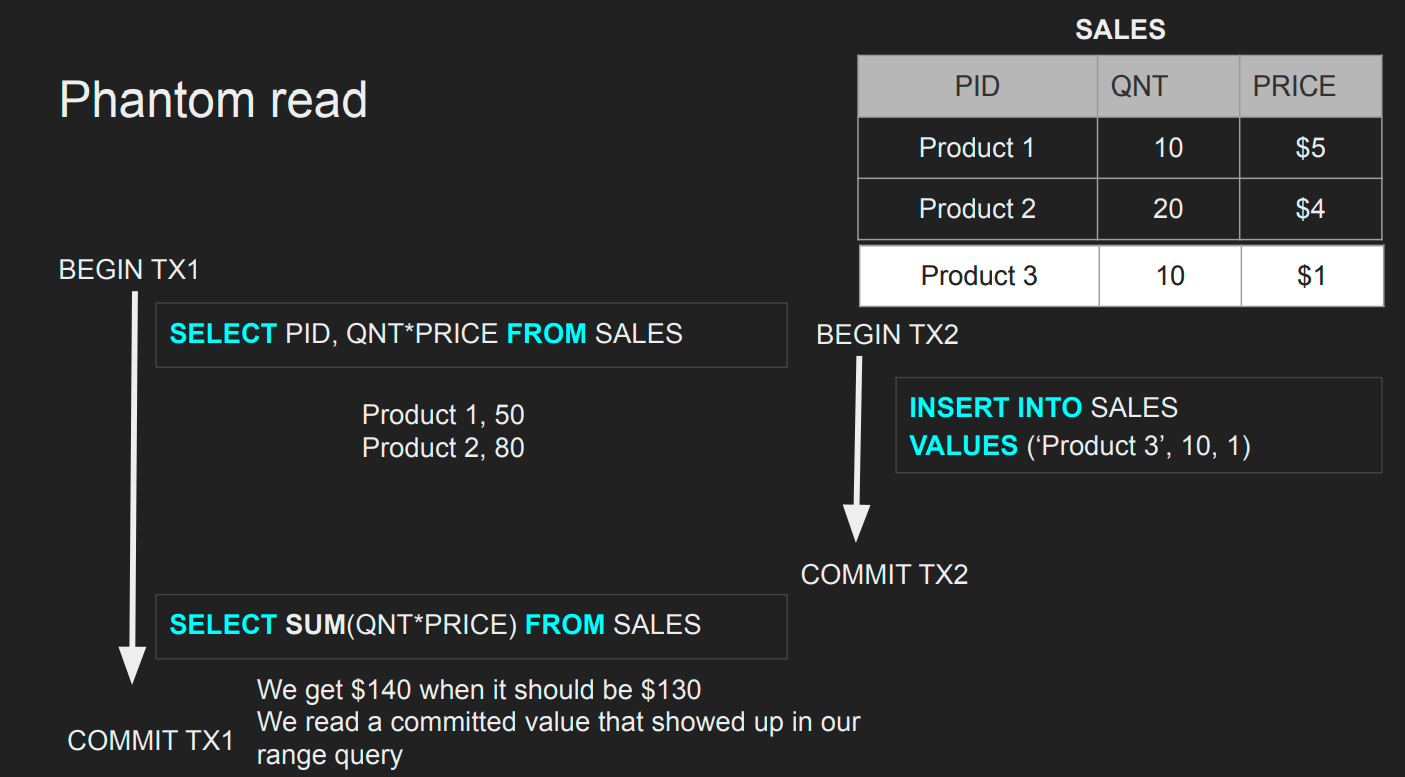 Phantom read
SALES
PID QNT PRICE
Product 1 10 $5
Product 2 20 $4
Product 3 10 $1
BEGIN TX1
SELECT PID, QNT*PRICE FROM SALES
Product 1, 50
Product 2, 80
BEGIN TX2
INSERT INTO SALES
VALUES (‘Product 3’, 10, 1)
COMMIT TX2
SELECT SUM(QNT*PRICE) FROM SALES
We get $140 when it should be $130
We read a committed value that showed up in our
range query
COMMIT TX1